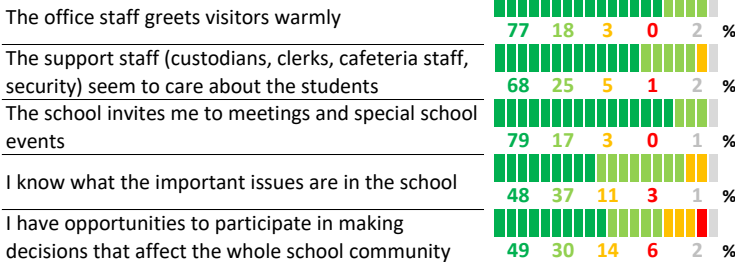 The office staff greets visitors warmly
77 18 3 0 2 %
The support staff (custodians, clerks, cafeteria staff,
security) seem to care about the students
68 25 5 1 2 %
The school invites me to meetings and special school
events
79 17 3 0 1 %
I know what the important issues are in the school
48 37 11 3 1 %
I have opportunities to participate in making
decisions that affect the whole school community
49 30 14 6 2 %